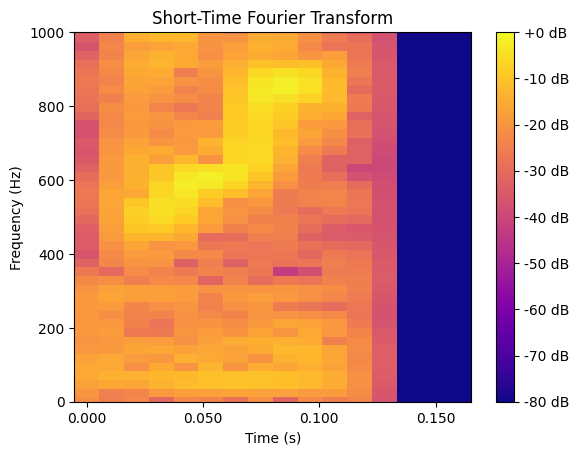 Short-Time Fourier Transform
1000
800
600
400
200
0
Frequency (Hz)
0.000
0.050
0.100
0.150
Time (s)
+0 dB
-10 dB
-20 dB
-30 dB
-40 dB
-50 dB
-60 dB
-70 dB
-80 dB